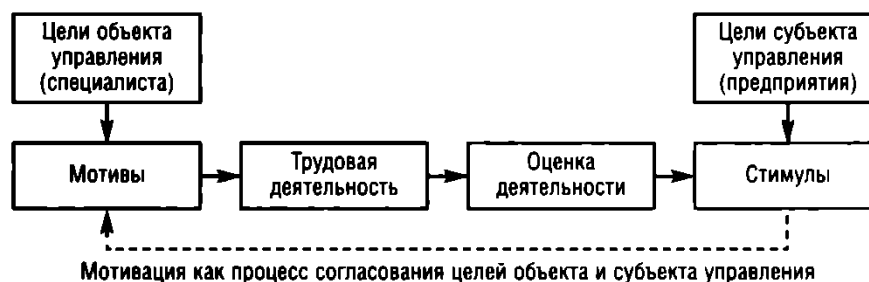 Цели объекта
управления
(специалиста)
Цели субъекта
управления
(предприятия)
Мотивы
Трудовая
деятельность
Оценка
деятельности
Стимулы
Мотивация как процесс согласования целей объекта и субъекта управления